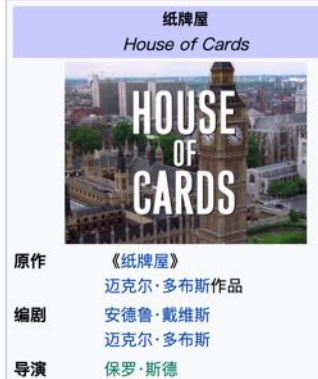 纸牌屋
House of Cards
HOUSE
OF
CARDS
原作 《纸牌屋》
迈克尔·多布斯作品
编剧 安德鲁·戴维斯
迈克尔·多布斯
导演 保罗·斯德